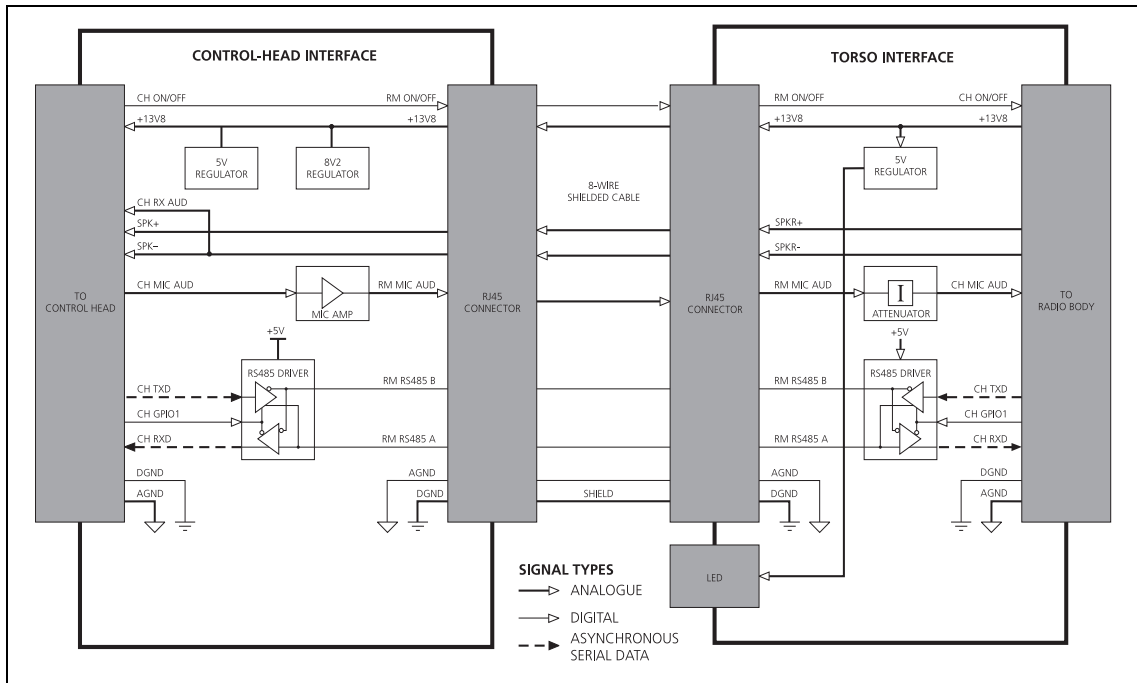 CONTROL-HEAD INTERFACE
TORSO INTERFACE
CH ON/OFF
RM ON/OFF
RM ON/OFF
CH ON/OFF
+13V8
+13V8
+13V8
+13V8
5V
REGULATOR
8V2
REGULATOR
5V
REGULATOR
8-WIRE
SHIELDED CABLE
CH RX AUD
SPK+
SPK–
SPKR+
SPKR-
TO
CONTROL HEAD
CH MIC AUD
MIC AMP
RM MIC AUD
RJ45
CONNECTOR
RJ45
CONNECTOR
RM MIC AUD
I
ATTENUATOR
CH MIC AUD
TO
RADIO BODY
+5V
RS485 DRIVER
+5V
RS485 DRIVER
RM RS485 B
RM RS485 B
CH TXD
CH TXD
CH GPIO1
CH GPIO1
CH RXD
RM RS485 A
RM RS485 A
CH RXD
DGND
AGND
AGND
DGND
SHIELD
AGND
DGND
DGND
AGND
LED
SIGNAL TYPES
ANALOGUE
DIGITAL
ASYNCHRONOUS
SERIAL DATA